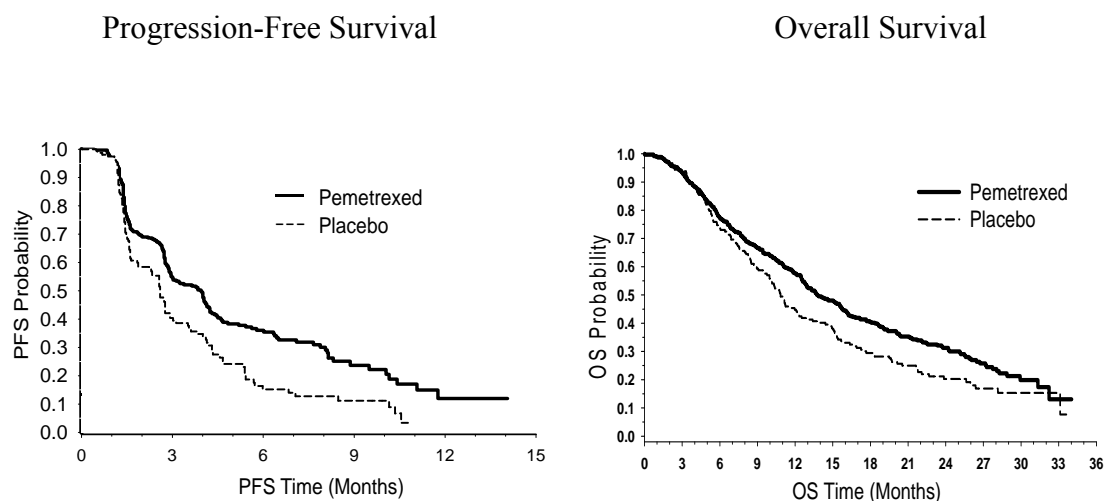 Progression-Free Survival
Overall Survival
PFS Probability
1.0
0.9
0.8
0.7
0.6
0.5
0.4
0.3
0.2
0.1
0.0
Pemetrexed
Placebo
0 3 6 9 12 15
PFS Time (Months)
OS Probability
1.0
0.9
0.8
0.7
0.6
0.5
0.4
0.3
0.2
0.1
0.0
Pemetrexed
Placebo
0 3 6 9 12 15 18 21 24 27 30 33 36
OS Time (Months)